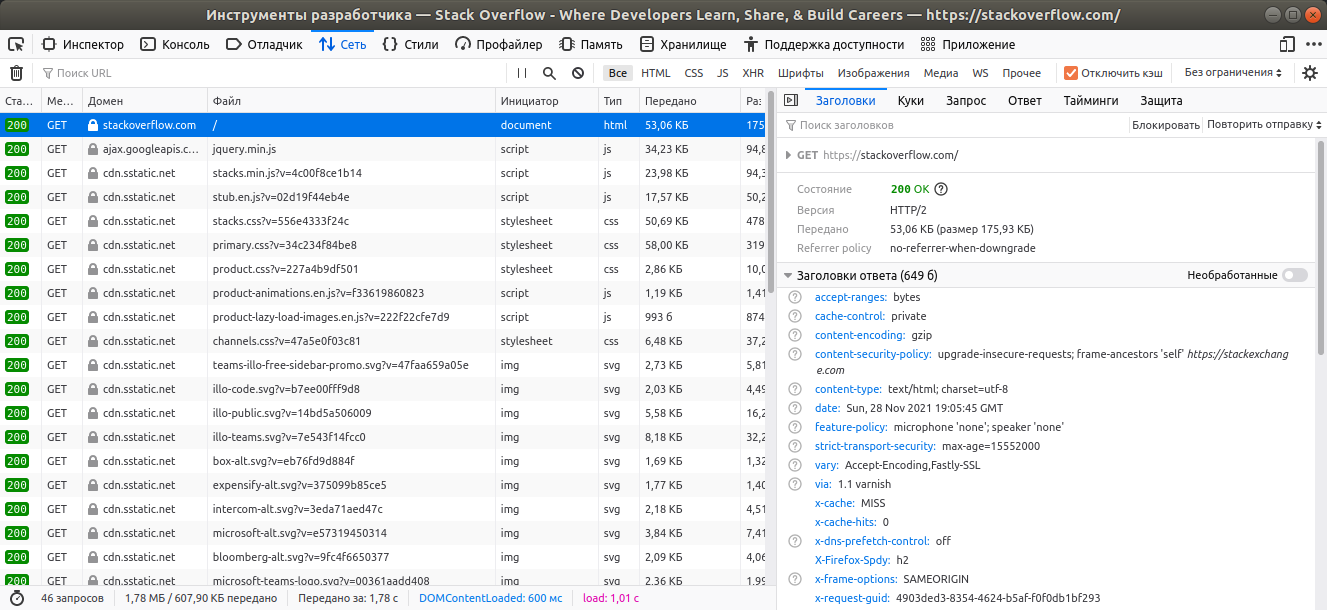 Инструменты разработчика — Stack Overflow - Where Developers Learn, Share, & Build Careers — https://stackoverflow.com/
Инспектор Консоль Отладчик Сеть Стили Профайлер Память Хранилище Поддержка доступности Приложение
Поиск URL Все HTML CSS JS XHR Шрифты Изображения Медиа WS Прочее Отключить кэш Без ограничения
Ста... Ме... Домен Файл Инициатор Тип Передано Раз
200 GET stackoverflow.com / document html 53,06 КБ 175
200 GET ajax.googleapis.c... jquery.min.js script js 34,23 КБ 94,8
200 GET cdn.sstatic.net stacks.min.js?v=4c00f8ce1b14 script js 23,98 КБ 94,3
200 GET cdn.sstatic.net stub.en.js?v=02d19f44eb4e script js 17,57 КБ 50,2
200 GET cdn.sstatic.net stacks.css?v=556e4333f24c stylesheet css 50,69 КБ 478
200 GET cdn.sstatic.net primary.css?v=34c234f84be8 stylesheet css 58,00 КБ 319
200 GET cdn.sstatic.net product.css?v=227a4b9df501 stylesheet css 2,86 КБ 10,0
200 GET cdn.sstatic.net product-animations.en.js?v=f33619860823 script js 1,19 КБ 1,41
200 GET cdn.sstatic.net product-lazy-load-images.en.js?v=222f22cfe7d9 script js 993 б 874
200 GET cdn.sstatic.net channels.css?v=47a5e0f03c81 stylesheet css 6,48 КБ 37,2
200 GET cdn.sstatic.net teams-illo-free-sidebar-promo.svg?v=47faa659a05e img svg 2,73 КБ 5,81
200 GET cdn.sstatic.net illo-code.svg?v=b7ee00fff9d8 img svg 2,03 КБ 4,49
200 GET cdn.sstatic.net illo-public.svg?v=14bd5a506009 img svg 5,58 КБ 16,2
200 GET cdn.sstatic.net illo-teams.svg?v=7e543f14fcc0 img svg 8,18 КБ 32,2
200 GET cdn.sstatic.net box-alt.svg?v=eb76fd9d884f img svg 1,69 КБ 1,32
200 GET cdn.sstatic.net expensify-alt.svg?v=375099b85ce5 img svg 1,77 КБ 1,40
200 GET cdn.sstatic.net intercom-alt.svg?v=3eda71aed47c img svg 2,18 КБ 4,51
200 GET cdn.sstatic.net microsoft-alt.svg?v=e57319450314 img svg 3,84 КБ 7,41
200 GET cdn.sstatic.net bloomberg-alt.svg?v=9fc4f6650377 img svg 2,09 КБ 4,06
200 GET cdn.sstatic.net microsoft-teams-logo.svg?v=00361aadd408 img svg 2,36 КБ 1,99
46 запросов 1,78 МБ / 607,90 КБ передано Передано за: 1,78 с DOMContentLoaded: 600 мс load: 1,01 с
Заголовки Куки Запрос Ответ Тайминги Защита
Поиск заголовков Блокировать Повторить отправку
GET https://stackoverflow.com/
Состояние 200 OK
Версия HTTP/2
Передано 53,06 КБ (размер 175,93 КБ)
Referrer policy no-referrer-when-downgrade
Заголовки ответа (649 б) Необработанные
accept-ranges: bytes
cache-control: private
content-encoding: gzip
content-security-policy: upgrade-insecure-requests; frame-ancestors 'self' https://stackexchang
e.com
content-type: text/html; charset=utf-8
date: Sun, 28 Nov 2021 19:05:45 GMT
feature-policy: microphone 'none'; speaker 'none'
strict-transport-security: max-age=15552000
vary: Accept-Encoding,Fastly-SSL
via: 1.1 varnish
x-cache: MISS
x-cache-hits: 0
x-dns-prefetch-control: off
X-Firefox-Spdy: h2
x-frame-options: SAMEORIGIN
x-request-guid: 4903ded3-8354-4624-b5af-f0f0db1bf293